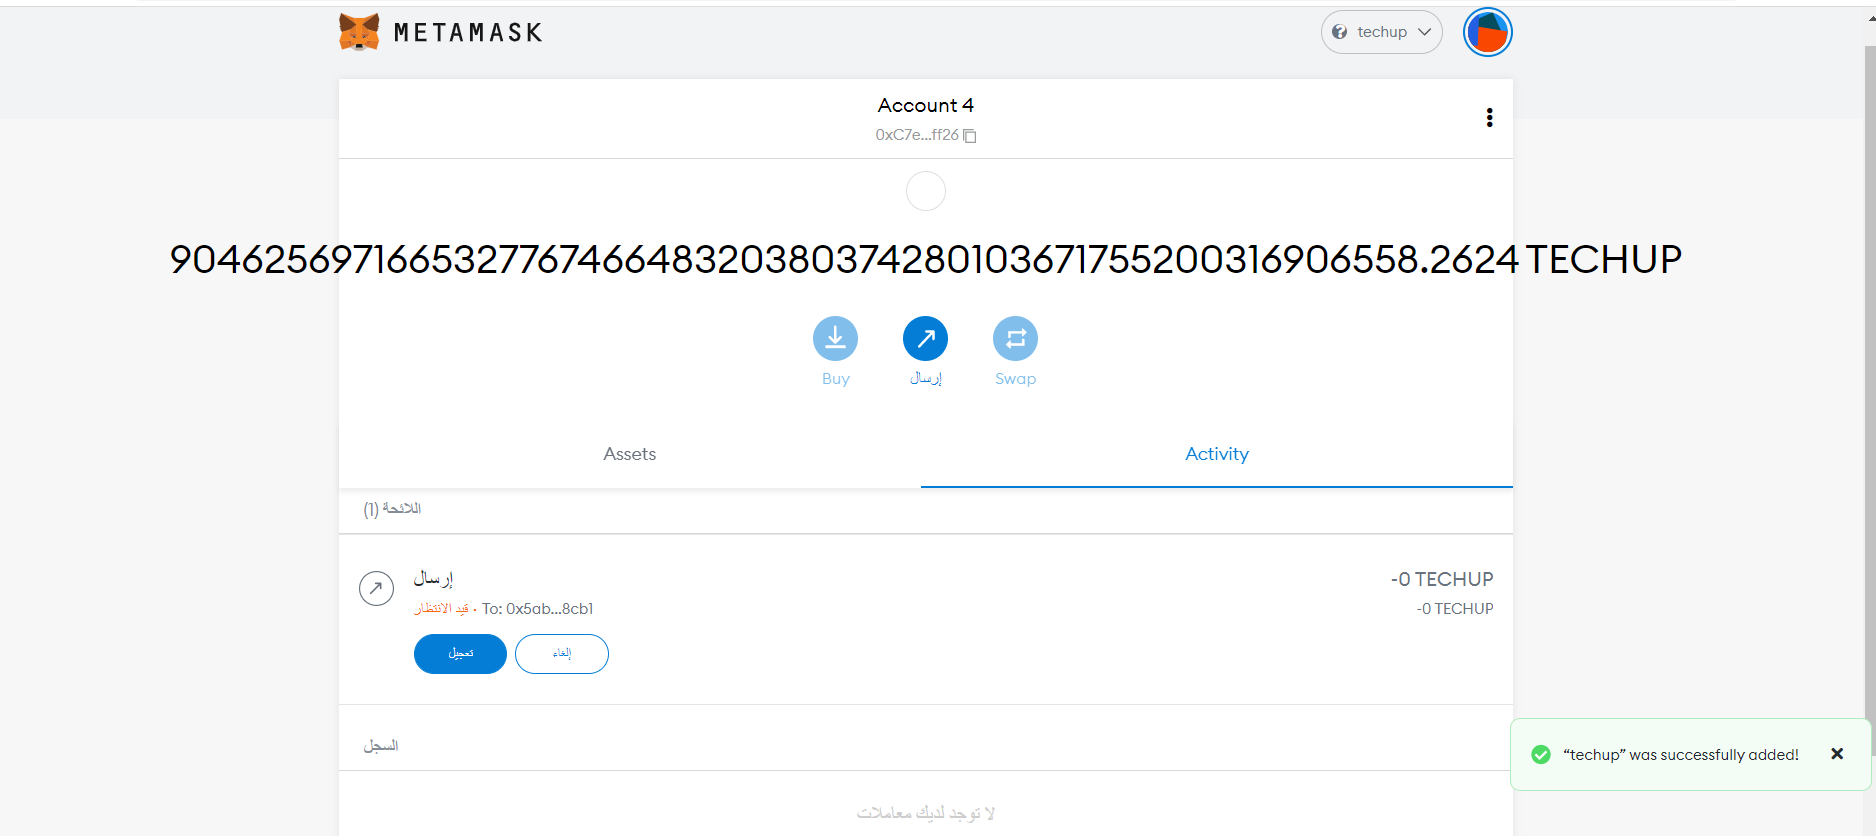 METAMASK
techup
Account 4
0xC7e...ff26
904625697166532776746648320380374280103671755200316906558.2624 TECHUP
Buy
إرسال
Swap
Assets
Activity
اللائحة (1)
إرسال
-0 TECHUP
قيد الانتظار · To: 0x5ab...8cb1
-0 TECHUP
تعجيل
إلغاء
السجل
“techup” was successfully added!
لا توجد لديك معاملات